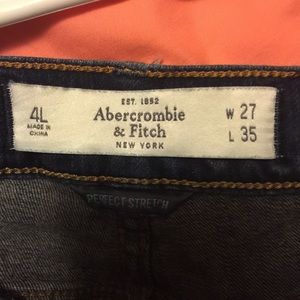 4L
MADE IN
CHINA
EST. 1892
Abercrombie
& Fitch
NEW YORK
W 27
L 35
PERFECT STRETCH